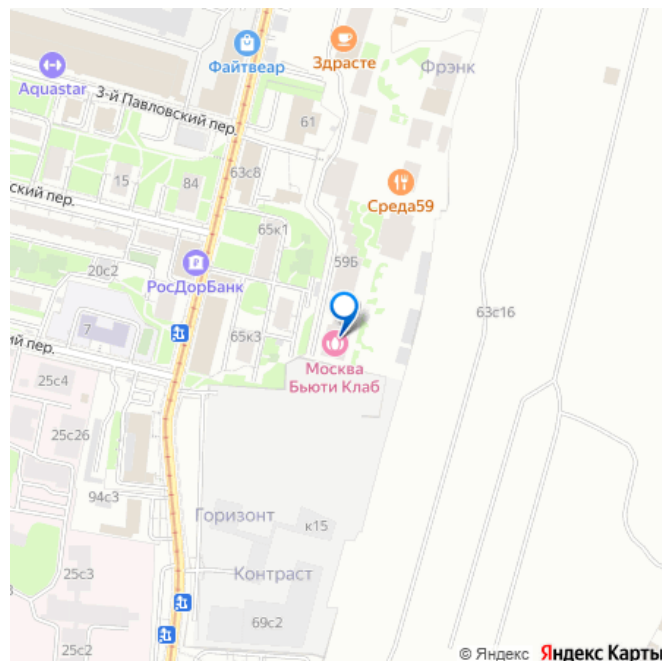 Файтвеар
Здрасте
Фрэнк
Aquastar
3-й Павловский пер.
61
63с8
15
84
ский пер.
Среда59
65к1
59Б
20с2
РосДорБанк
63с16
7
65к3
ий пер.
Москва
Бьюти Клаб
25с4
25с26
94с3
Горизонт
к15
25с3
Контраст
69с2
25с2
© Яндекс Яндекс Карты